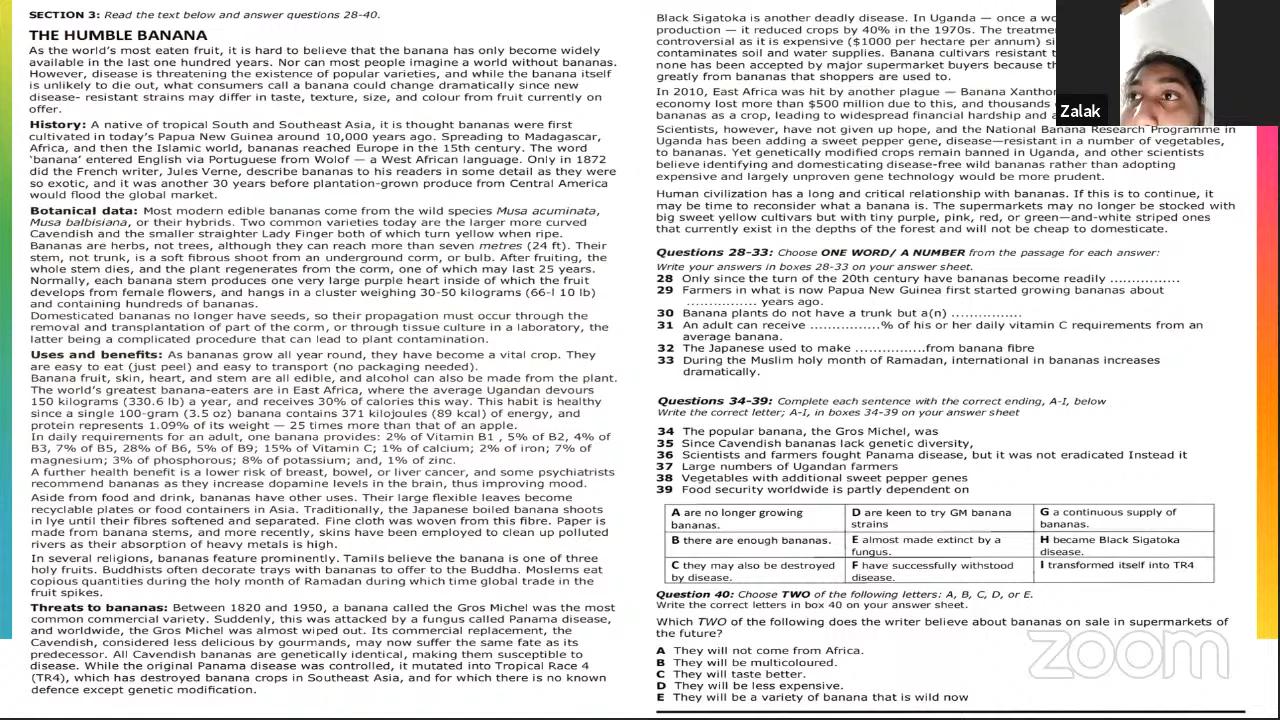 SECTION 3: Read the text below and answer questions 28-40.
THE HUMBLE BANANA
As the world's most eaten fruit, it is hard to believe that the banana has only become widely
available in the last one hundred years. Nor can most people imagine a world without bananas.
However, disease is threatening the existence of popular varieties, and while the banana itself
is unlikely to die out, what consumers call a banana could change dramatically since new
disease- resistant strains may differ in taste, texture, size, and colour from fruit currently on
offer.
History: A native of tropical South and Southeast Asia, it is thought bananas were first
cultivated in today's Papua New Guinea around 10,000 years ago. Spreading to Madagascar,
Africa, and then the Islamic world, bananas reached Europe in the 15th century. The word
'banana' entered English via Portuguese from Wolof — a West African language. Only in 1872
did the French writer, Jules Verne, describe bananas to his readers in some detail as they were
so exotic, and it was another 30 years before plantation-grown produce from Central America
would flood the global market.
Botanical data: Most modern edible bananas come from the wild species Musa acuminata,
Musa balbisiana, or their hybrids. Two common varieties today are the larger more curved
Cavendish and the smaller straighter Lady Finger both of which turn yellow when ripe.
Bananas are herbs, not trees, although they can reach more than seven metres (24 ft). Their
stem, not trunk, is a soft fibrous shoot from an underground corm, or bulb. After fruiting, the
whole stem dies, and the plant regenerates from the corm, one of which may last 25 years.
Normally, each banana stem produces one very large purple heart inside of which the fruit
develops from female flowers, and hangs in a cluster weighing 30-50 kilograms (66-l 10 lb)
and containing hundreds of bananas.
Domesticated bananas no longer have seeds, so their propagation must occur through the
removal and transplantation of part of the corm, or through tissue culture in a laboratory, the
latter being a complicated procedure that can lead to plant contamination.
Uses and benefits: As bananas grow all year round, they have become a vital crop. They
are easy to eat (just peel) and easy to transport (no packaging needed).
Banana fruit, skin, heart, and stem are all edible, and alcohol can also be made from the plant.
The world's greatest banana-eaters are in East Africa, where the average Ugandan devours
150 kilograms (330.6 lb) a year, and receives 30% of calories this way. This habit is healthy
since a single 100-gram (3.5 oz) banana contains 371 kilojoules (89 kcal) of energy, and
protein represents 1.09% of its weight — 25 times more than that of an apple.
In daily requirements for an adult, one banana provides: 2% of Vitamin B1 , 5% of B2, 4% of
B3, 7% of B5, 28% of B6, 5% of B9; 15% of Vitamin C; 1% of calcium; 2% of iron; 7% of
magnesium; 3% of phosphorous; 8% of potassium; and, 1% of zinc.
A further health benefit is a lower risk of breast, bowel, or liver cancer, and some psychiatrists
recommend bananas as they increase dopamine levels in the brain, thus improving mood.
Aside from food and drink, bananas have other uses. Their large flexible leaves become
recyclable plates or food containers in Asia. Traditionally, the Japanese boiled banana shoots
in lye until their fibres softened and separated. Fine cloth was woven from this fibre. Paper is
made from banana stems, and more recently, skins have been employed to clean up polluted
rivers as their absorption of heavy metals is high.
In several religions, bananas feature prominently. Tamils believe the banana is one of three
holy fruits. Buddhists often decorate trays with bananas to offer to the Buddha. Moslems eat
copious quantities during the holy month of Ramadan during which time global trade in the
fruit spikes.
Threats to bananas: Between 1820 and 1950, a banana called the Gros Michel was the most
common commercial variety. Suddenly, this was attacked by a fungus called Panama disease,
and worldwide, the Gros Michel was almost wiped out. Its commercial replacement, the
Cavendish, considered less delicious by gourmands, may now suffer the same fate as its
predecessor. All Cavendish bananas are genetically identical, making them susceptible to
disease. While the original Panama disease was controlled, it mutated into Tropical Race 4
(TR4), which has destroyed banana crops in Southeast Asia, and for which there is no known
defence except genetic modification.
Black Sigatoka is another deadly disease. In Uganda — once a
production — it reduced crops by 40% in the 1970s. The
controversial as it is expensive ($1000 per hectare per annum)
contaminates soil and water supplies. Banana cultivars resistant
none has been accepted by major supermarket buyers because
greatly from bananas that shoppers are used to.
In 2010, East Africa was hit by another plague — Banana
economy lost more than $500 million due to this, and thousands
bananas as a crop, leading to widespread financial hardship and
Scientists, however, have not given up hope, and the National Banana Research Programme in
Uganda has been adding a sweet pepper gene, disease—resistant in a number of vegetables,
to bananas. Yet genetically modified crops remain banned in Uganda, and other scientists
believe identifying and domesticating disease-free wild bananas rather than adopting
expensive and largely unproven gene technology would be more prudent.
Human civilization has a long and critical relationship with bananas. If this is to continue, it
may be time to reconsider what a banana is. The supermarkets may no longer be stocked with
big sweet yellow cultivars but with tiny purple, pink, red, or green—and-white striped ones
that currently exist in the depths of the forest and will not be cheap to domesticate.
Questions 28-33: Choose ONE WORD/ A NUMBER from the passage for each answer:
Write your answers in boxes 28-33 on your answer sheet.
28 Only since the turn of the 20th century have bananas become readily ...............
29 Farmers in what is now Papua New Guinea first started growing bananas about
............... years ago.
30 Banana plants do not have a trunk but a(n) ...............
31 An adult can receive ...............% of his or her daily vitamin C requirements from an
average banana.
32 The Japanese used to make ...............from banana fibre
33 During the Muslim holy month of Ramadan, international in bananas increases
dramatically.
Questions 34-39: Complete each sentence with the correct ending, A-I, below
Write the correct letter; A-I, in boxes 34-39 on your answer sheet
34 The popular banana, the Gros Michel, was
35 Since Cavendish bananas lack genetic diversity,
36 Scientists and farmers fought Panama disease, but it was not eradicated Instead it
37 Large numbers of Ugandan farmers
38 Vegetables with additional sweet pepper genes
39 Food security worldwide is partly dependent on
A are no longer growing
bananas.
D are keen to try GM banana
strains
G a continuous supply of
bananas.
B there are enough bananas.
E almost made extinct by a
fungus.
H became Black Sigatoka
disease.
C they may also be destroyed
by disease.
F have successfully withstood
disease.
I transformed itself into TR4
Question 40: Choose TWO of the following letters: A, B, C, D, or E.
Write the correct letters in box 40 on your answer sheet.
Which TWO of the following does the writer believe about bananas on sale in supermarkets of
the future?
A They will not come from Africa.
B They will be multicoloured.
C They will taste better.
D They will be less expensive.
E They will be a variety of banana that is wild now
Zalak
zoom